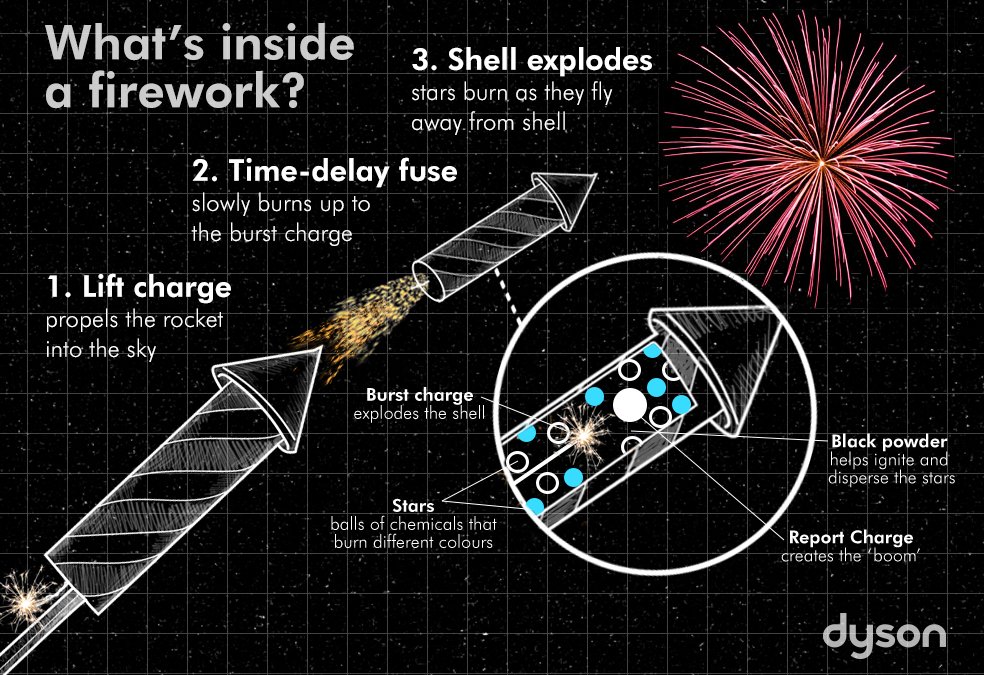 What's inside
a firework?
3. Shell explodes
stars burn as they fly
away from shell
2. Time-delay fuse
slowly burns up to
the burst charge
1. Lift charge
propels the rocket
into the sky
Burst charge
explodes the shell
Black powder
helps ignite and
disperse the stars
Stars
balls of chemicals that
burn different colours
Report Charge
creates the 'boom'
dyson